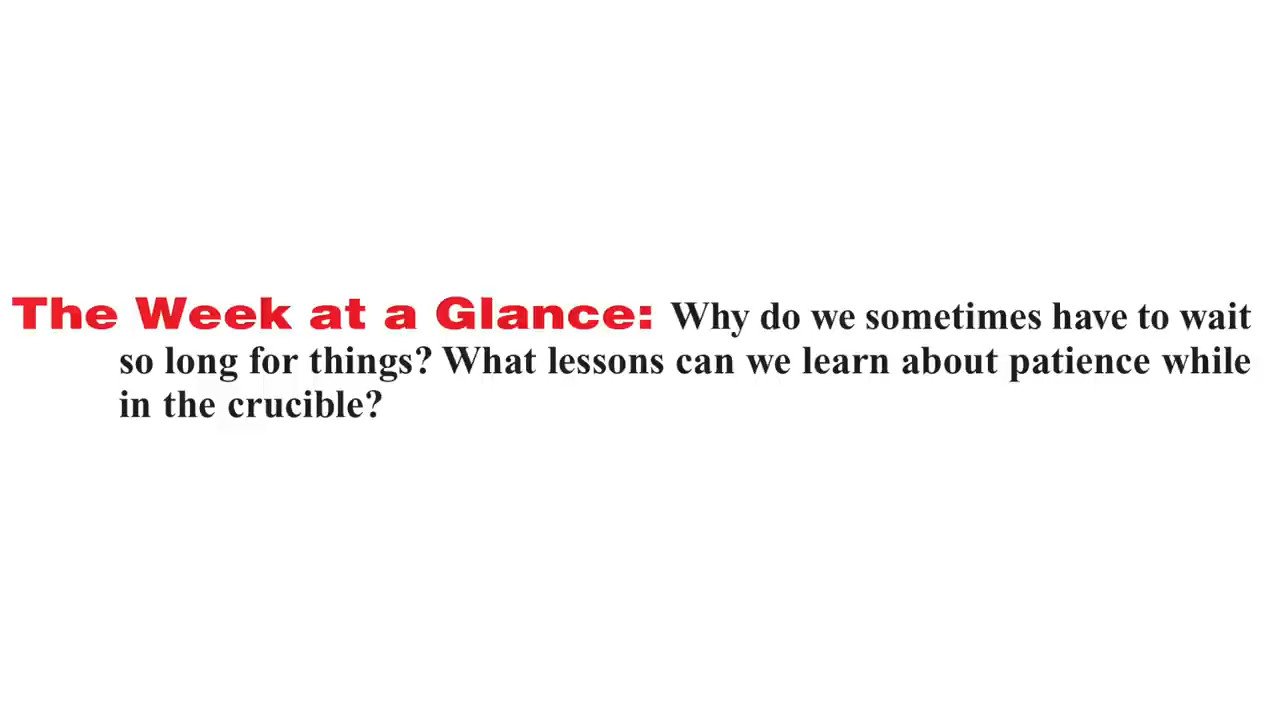 The Week at a Glance: Why do we sometimes have to wait
so long for things? What lessons can we learn about patience while
in the crucible?